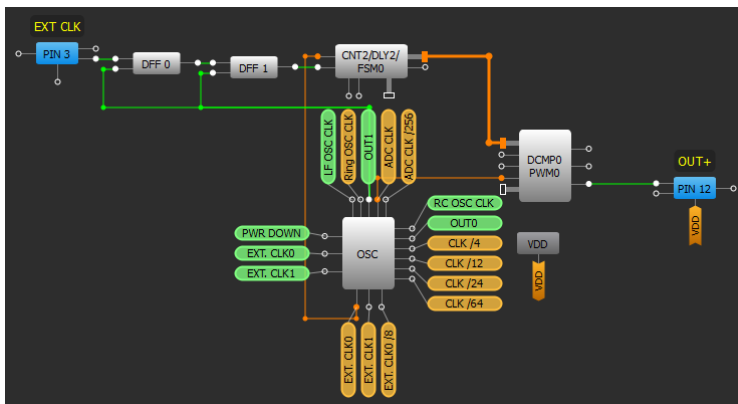 EXT CLK
PIN 3
DFF 0
DFF 1
CNT2/DLY2/
FSM0
LF OSC CLK
Ring OSC CLK
OUT1
ADC CLK
ADC CLK /256
DCMP0
PWM0
OUT+
PIN 12
VDD
RC OSC CLK
OUT0
CLK /4
CLK /12
CLK /24
CLK /64
PWR DOWN
EXT. CLK0
EXT. CLK1
OSC
VDD
VDD
EXT. CLK0
EXT. CLK1
EXT. CLK0 /8